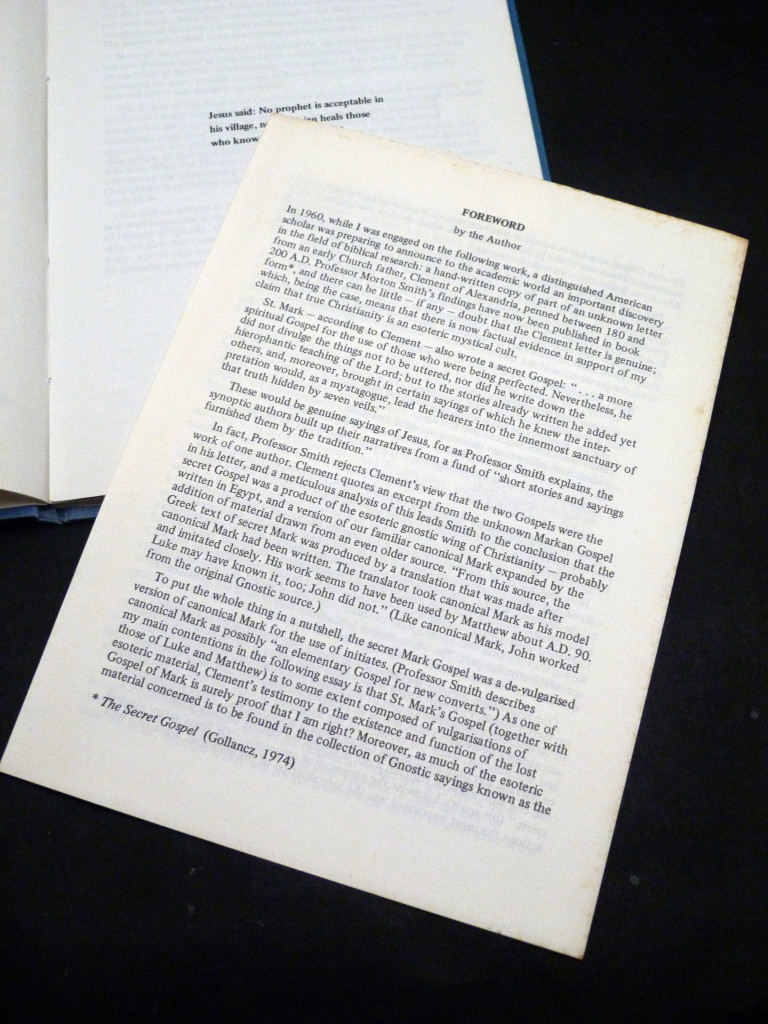 Jesus said: No prophet is acceptable in
his village, no physician heals those
who know
FOREWORD
by the Author
In 1960, while I was engaged on the following work, a distinguished American
scholar was preparing to announce to the academic world an important discovery
in the field of biblical research: a hand-written copy of part of an unknown letter
from an early Church father, Clement of Alexandria, penned between 180 and
200 A.D. Professor Morton Smith's findings have now been published in book
form*, and there can be little — if any — doubt that the Clement letter is genuine;
which, being the case, means that there is now factual evidence in support of my
claim that true Christianity is an esoteric mystical cult.
St. Mark — according to Clement — also wrote a secret Gospel: “ . . . a more
spiritual Gospel for the use of those who were being perfected. Nevertheless, he
did not divulge the things not to be uttered, nor did he write down the
hierophantic teaching of the Lord; but to the stories already written he added yet
others, and, moreover, brought in certain sayings of which he knew the inter-
pretation would, as a mystagogue, lead the hearers into the innermost sanctuary of
that truth hidden by seven veils.”
These would be genuine sayings of Jesus, for as Professor Smith explains, the
synoptic authors built up their narratives from a fund of “short stories and sayings
furnished them by the tradition.”
In fact, Professor Smith rejects Clement's view that the two Gospels were the
work of one author. Clement quotes an excerpt from the unknown Markan Gospel
in his letter, and a meticulous analysis of this leads Smith to the conclusion that the
secret Gospel was a product of the esoteric gnostic wing of Christianity — probably
written in Egypt, and a version of our familiar canonical Mark expanded by the
addition of material drawn from an even older source. “From this source, the
Greek text of secret Mark was produced by a translation that was made after
canonical Mark had been written. The translator took canonical Mark as his model
and imitated closely. His work seems to have been used by Matthew about A.D. 90.
Luke may have known it, too; John did not.” (Like canonical Mark, John worked
from the original Gnostic source.)
To put the whole thing in a nutshell, the secret Mark Gospel was a de-vulgarised
version of canonical Mark for the use of initiates. (Professor Smith describes
canonical Mark as possibly “an elementary Gospel for new converts.”) As one of
my main contentions in the following essay is that St. Mark's Gospel (together with
those of Luke and Matthew) is to some extent composed of vulgarisations of
esoteric material, Clement's testimony to the existence and function of the lost
Gospel of Mark is surely proof that I am right? Moreover, as much of the esoteric
material concerned is to be found in the collection of Gnostic sayings known as the
* The Secret Gospel (Gollancz, 1974)